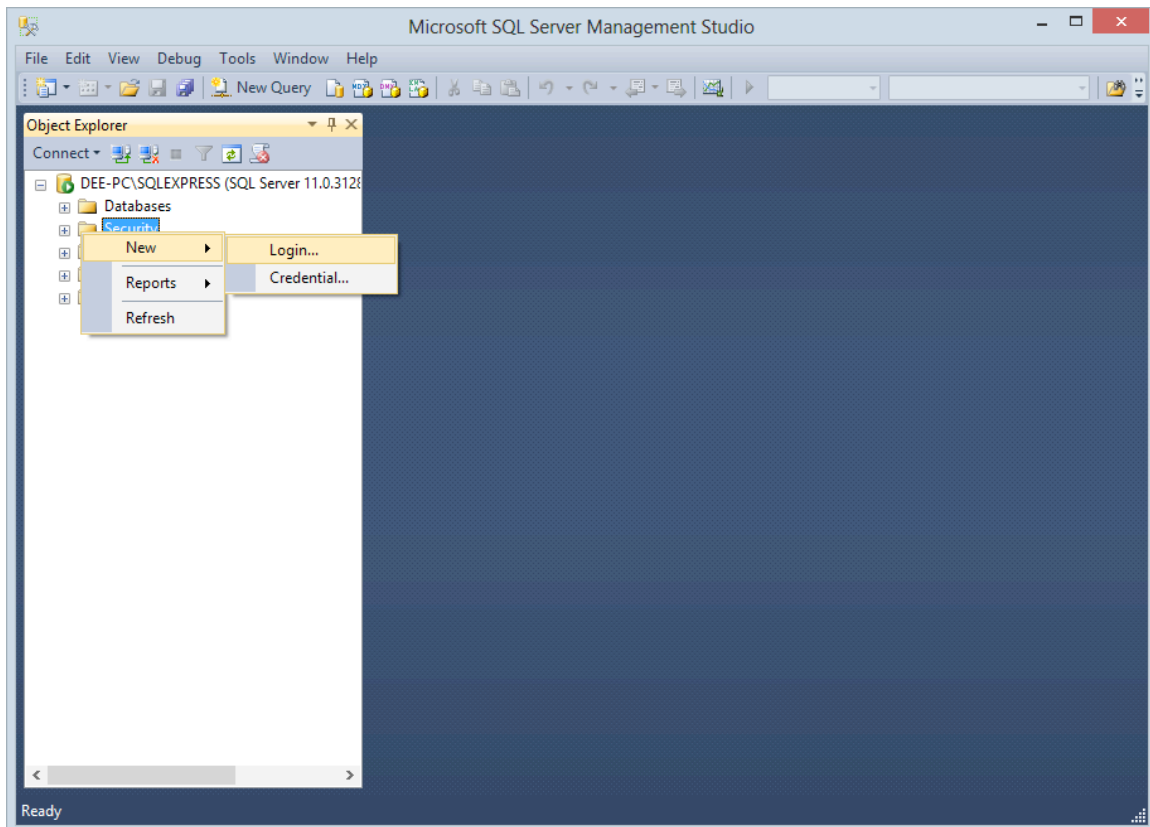 Microsoft SQL Server Management Studio
File Edit View Debug Tools Window Help
New Query
Object Explorer
Connect
DEE-PC\SQLEXPRESS (SQL Server 11.0.3128
Databases
Security
New
Login...
Credential...
Reports
Refresh
Ready